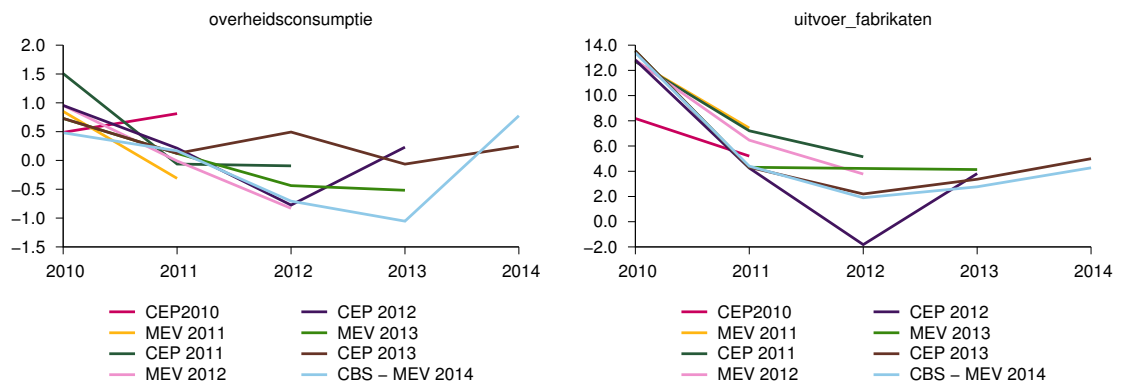 overheidsconsumptie
2.0
1.5
1.0
0.5
0.0
−0.5
−1.0
−1.5
2010 2011 2012 2013 2014
CEP2010 CEP 2012
MEV 2011 MEV 2013
CEP 2011 CEP 2013
MEV 2012 CBS − MEV 2014
uitvoer_fabrikaten
14.0
12.0
10.0
8.0
6.0
4.0
2.0
0.0
−2.0
2010 2011 2012 2013 2014
CEP2010 CEP 2012
MEV 2011 MEV 2013
CEP 2011 CEP 2013
MEV 2012 CBS − MEV 2014